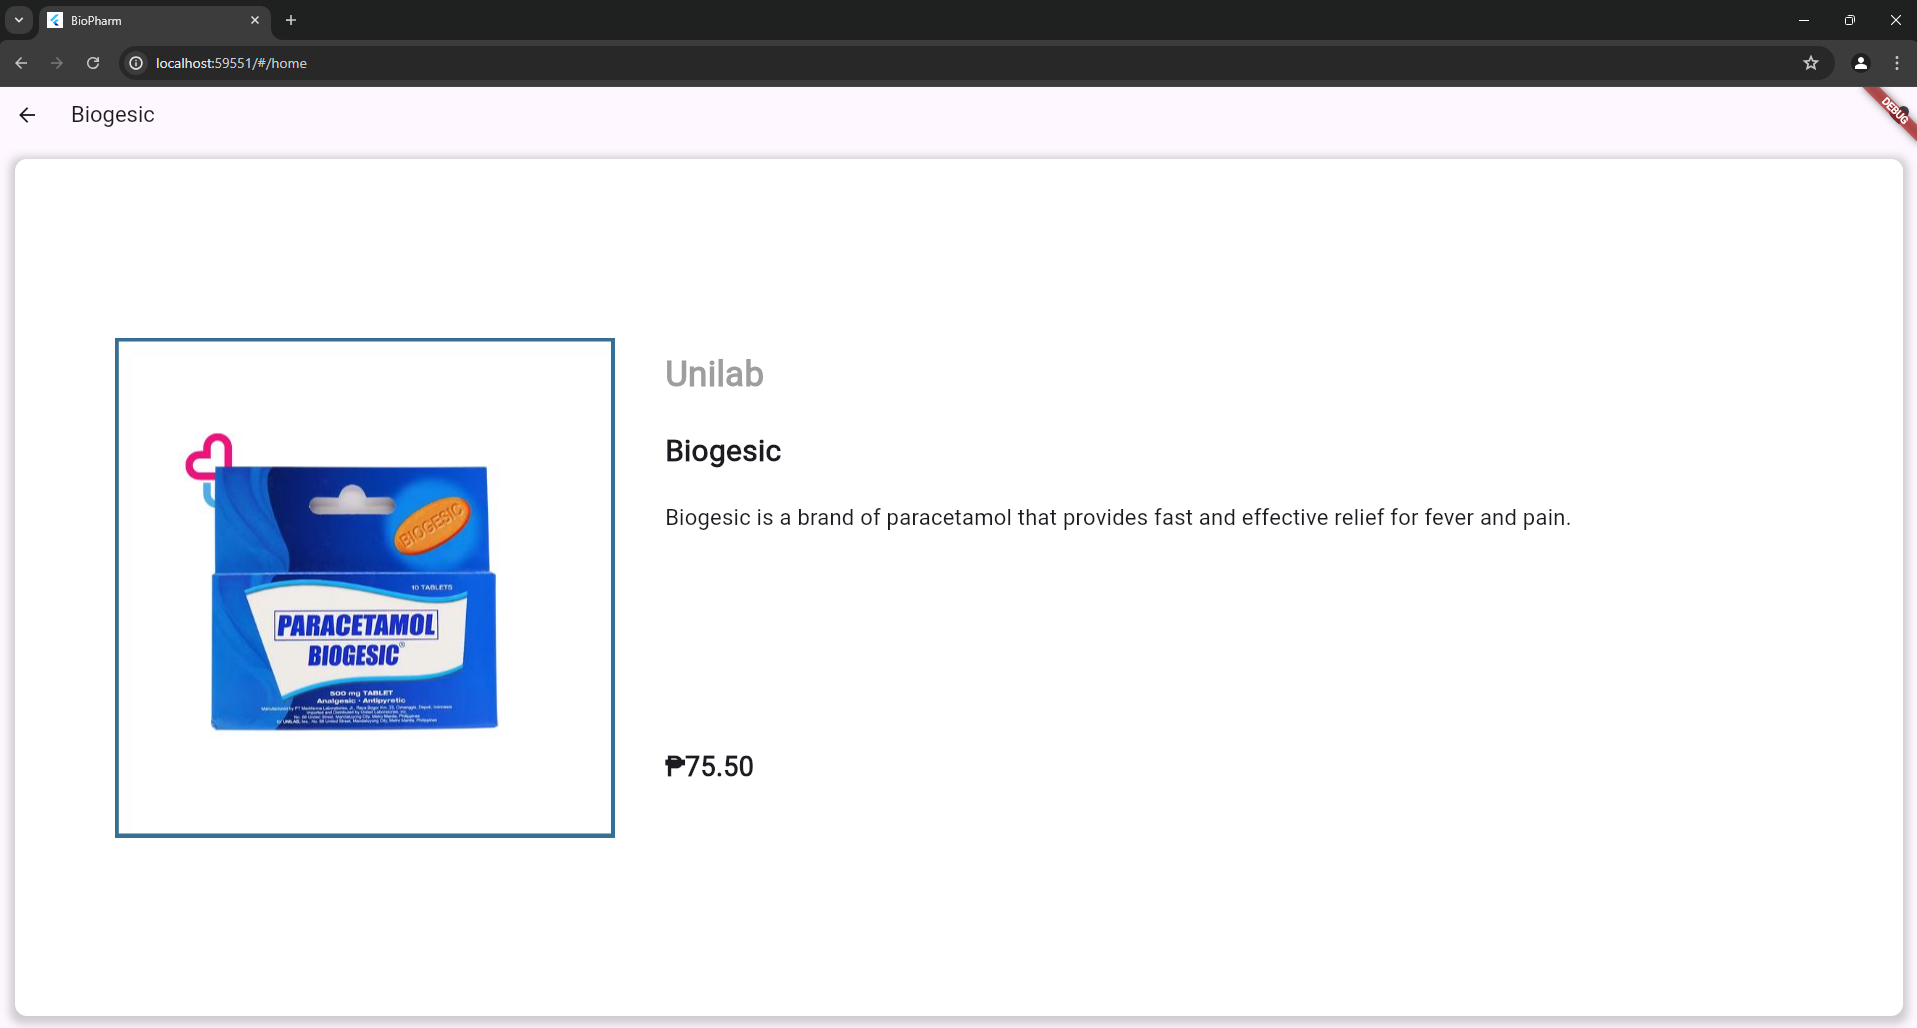 BioPharm
localhost:59551/#/home
Biogesic
DEBUG
Unilab
Biogesic
Biogesic is a brand of paracetamol that provides fast and effective relief for fever and pain.
₱75.50
BIOGESIC
10 TABLETS
PARACETAMOL
BIOGESIC®
500 mg TABLET
Analgesic · Antipyretic